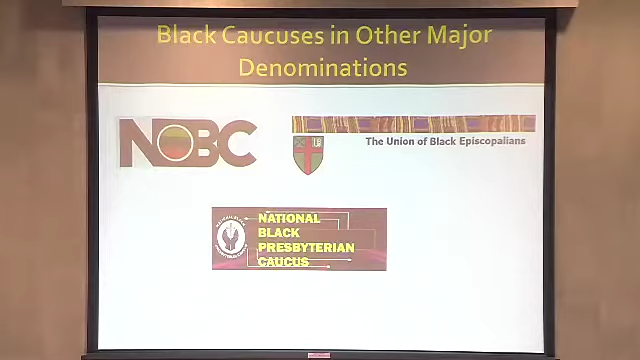 Black Caucuses in Other Major
Denominations
NOBC
The Union of Black Episcopalians
NATIONAL
BLACK
PRESBYTERIAN
CAUCUS